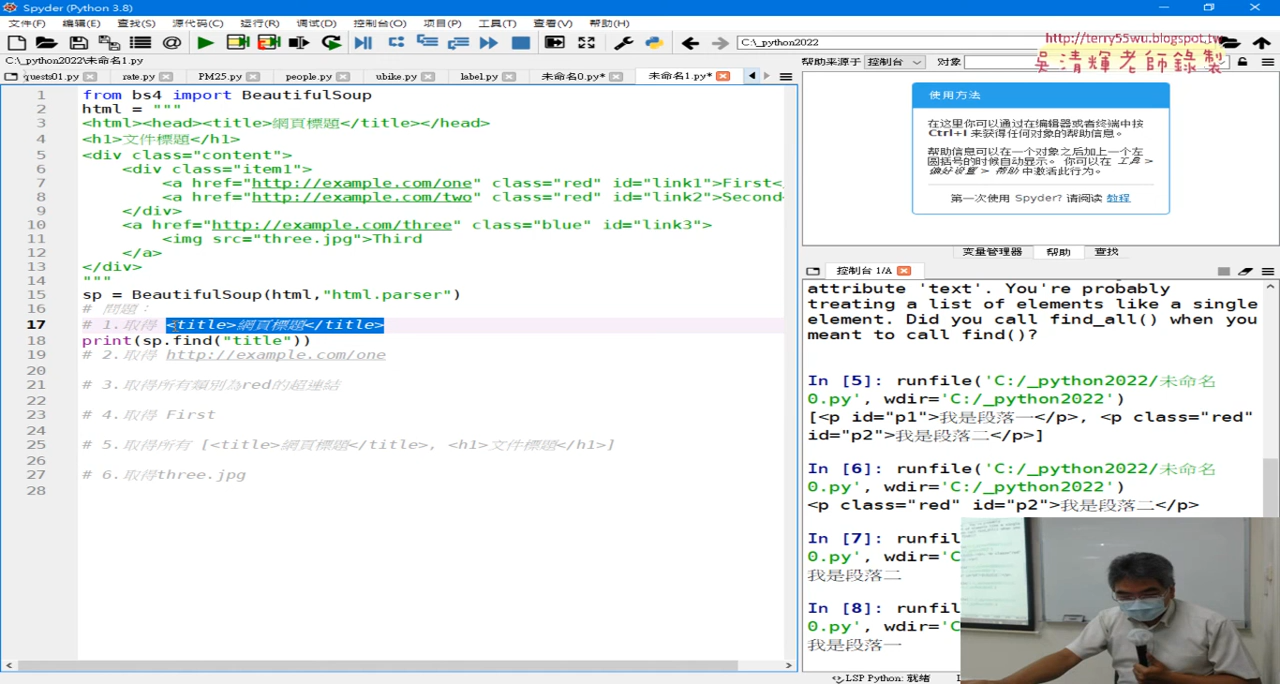 Spyder (Python 3.8)
文件(F) 编辑(E) 查找(S) 源代码(C) 运行(R) 调试(D) 控制台(O) 项目(P) 工具(T) 查看(V) 帮助(H)
C:\_python2022
http://terry55wu.blogspot.tw
吳清輝老師錄製
C:\_python2022\未命名1.py
帮助来源于 控制台 对象
quests01.py rate.py PM25.py people.py ubike.py label.py 未命名0.py* 未命名1.py*
1 from bs4 import BeautifulSoup
2 html = """
3 <html><head><title>網頁標題</title></head>
4 <h1>文件標題</h1>
5 <div class="content">
6 <div class="item1">
7 <a href="http://example.com/one" class="red" id="link1">First</
8 <a href="http://example.com/two" class="red" id="link2">Second
9 </div>
10 <a href="http://example.com/three" class="blue" id="link3">
11 <img src="three.jpg">Third
12 </a>
13 </div>
14 """
15 sp = BeautifulSoup(html,"html.parser")
16 # 問題：
17 # 1.取得 <title>網頁標題</title>
18 print(sp.find("title"))
19 # 2.取得 http://example.com/one
20
21 # 3.取得所有類別為red的超連結
22
23 # 4.取得 First
24
25 # 5.取得所有 [<title>網頁標題</title>, <h1>文件標題</h1>]
26
27 # 6.取得three.jpg
28
使用方法
在这里你可以通过在编辑器或者终端中按
Ctrl+I 来获得任何对象的帮助信息。
帮助信息可以在一个对象之后加上一个左
圆括号的时候自动显示。 你可以在 工具 >
偏好设置 > 帮助 中激活此行为。
第一次使用 Spyder? 请阅读 教程
变量管理器 帮助 查找
控制台 1/A
attribute 'text'. You're probably
treating a list of elements like a single
element. Did you call find_all() when you
meant to call find()?
In [5]: runfile('C:/_python2022/未命名
0.py', wdir='C:/_python2022')
[<p id="p1">我是段落一</p>, <p class="red"
id="p2">我是段落二</p>]
In [6]: runfile('C:/_python2022/未命名
0.py', wdir='C:/_python2022')
<p class="red" id="p2">我是段落二</p>
In [7]: runfile
0.py', wdir='C
我是段落二
In [8]: runfile
0.py', wdir='C
我是段落一
LSP Python: 就绪